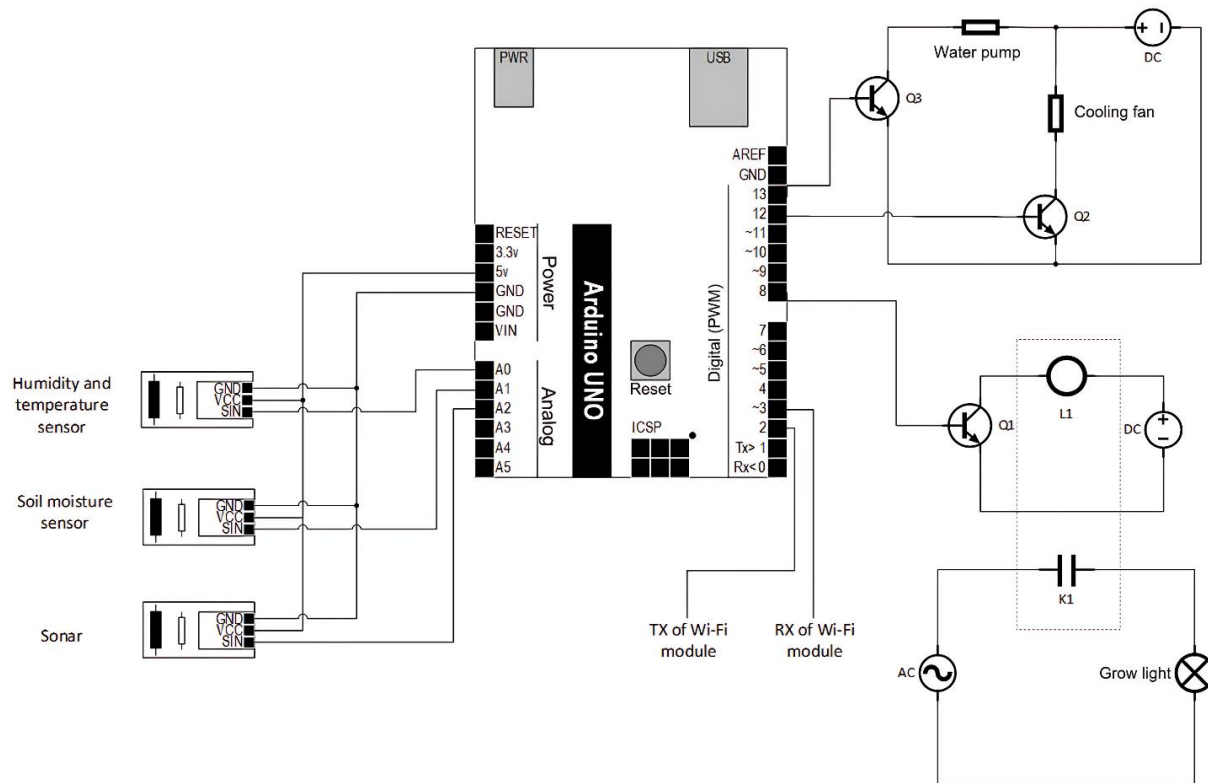 PWR
USB
Q3
Water pump
DC
Cooling fan
Q2
AREF
GND
13
12
~11
~10
~9
8
7
~6
~5
4
~3
2
Tx> 1
Rx<0
Digital (PWM)
RESET
3.3v
5v
GND
GND
VIN
Power
A0
A1
A2
A3
A4
A5
Analog
Arduino UNO
Reset
ICSP
Humidity and
temperature
sensor
GND
VCC
SIN
Soil moisture
sensor
GND
VCC
SIN
Sonar
GND
VCC
SIN
TX of Wi-Fi
module
RX of Wi-Fi
module
Q1
L1
DC
K1
AC
Grow light